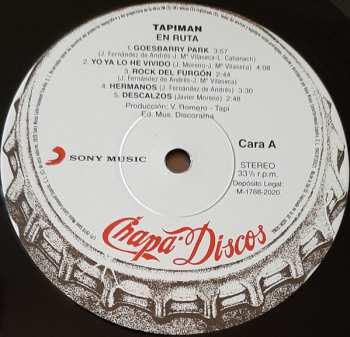 TAPIMAN
EN RUTA
1. GOESBARRY PARK 3:57
(J. Fernández de Andrés-J. Mª Vilaseca-L. Cabanach)
2. YO YA LO HE VIVIDO (J. Moreno-J. Mª Vilaseca) 4:08
3. ROCK DEL FURGÓN 2:44
(J. Fernández de Andrés-J. Mª Vilaseca)
4. HERMANOS (J. Fernández de Andrés) 3:30
5. DESCALZOS (Javier Moreno) 2:48
Producción: V. Romero - Tapi
Ed. Mus. Discorama
SONY MUSIC
Cara A
STEREO
33⅓ r.p.m.
Depósito Legal:
M-1788-2020
Chapa Discos